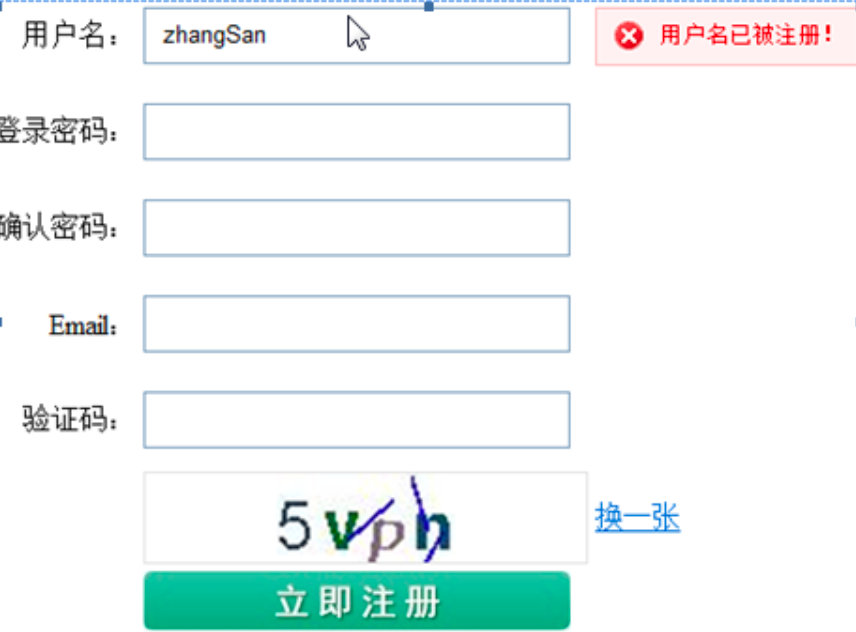 用户名： zhangSan 用户名已被注册！
登录密码：
确认密码：
Email：
验证码：
5vph 换一张
立即注册